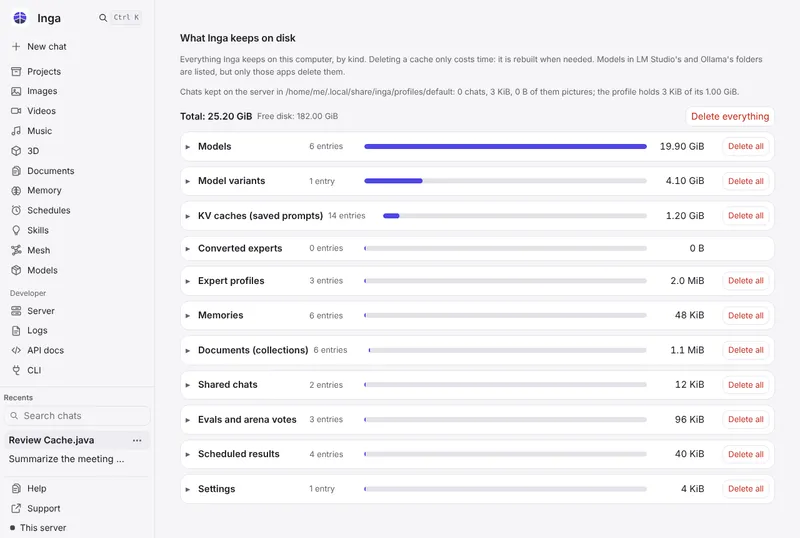 Inga
Ctrl K
New chat
Projects
Images
Videos
Music
3D
Documents
Memory
Schedules
Skills
Mesh
Models
Developer
Server
Logs
API docs
CLI
Recents
Search chats
Review Cache.java
Summarize the meeting ...
Help
Support
This server
What Inga keeps on disk
Everything Inga keeps on this computer, by kind. Deleting a cache only costs time: it is rebuilt when needed. Models in LM Studio's and Ollama's folders
are listed, but only those apps delete them.
Chats kept on the server in /home/me/.local/share/inga/profiles/default: 0 chats, 3 KiB, 0 B of them pictures; the profile holds 3 KiB of its 1.00 GiB.
Total: 25.20 GiB Free disk: 182.00 GiB Delete everything
Models 6 entries 19.90 GiB Delete all
Model variants 1 entry 4.10 GiB Delete all
KV caches (saved prompts) 14 entries 1.20 GiB Delete all
Converted experts 0 entries 0 B
Expert profiles 3 entries 2.0 MiB Delete all
Memories 6 entries 48 KiB Delete all
Documents (collections) 6 entries 1.1 MiB Delete all
Shared chats 2 entries 12 KiB Delete all
Evals and arena votes 3 entries 96 KiB Delete all
Scheduled results 4 entries 40 KiB Delete all
Settings 1 entry 4 KiB Delete all